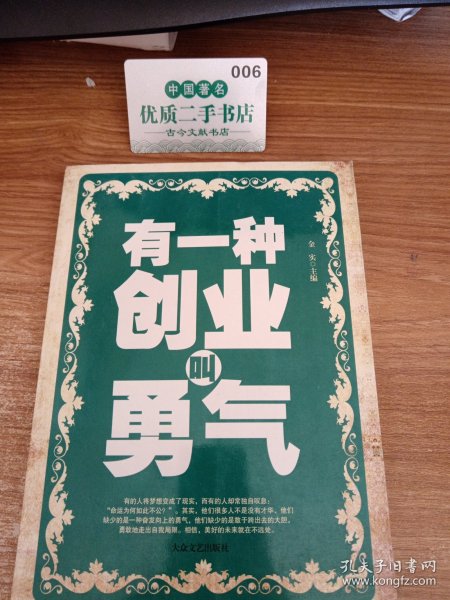 006
中国著名
优质二手书店
古今文献书店
有一种
创业
叫
勇气
金实○主编
有的人将梦想变成了现实，而有的人却常独自叹息：
“命运为何如此不公？”。其实，他们很多人不是没有才华，他们
缺少的是一种奋发向上的勇气，他们缺少的是敢于跨出去的大胆，
勇敢地走出自我局限。相信，美好的未来就在不远处。
大众文艺出版社
孔夫子旧书网